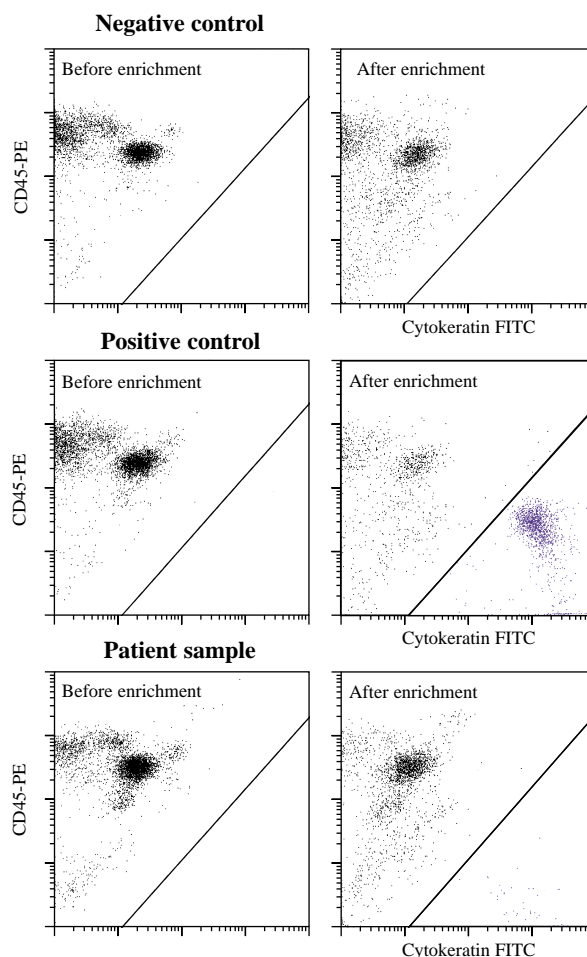 Negative control
Before enrichment
After enrichment
CD45-PE
Cytokeratin FITC
Positive control
Before enrichment
After enrichment
CD45-PE
Cytokeratin FITC
Patient sample
Before enrichment
After enrichment
CD45-PE
Cytokeratin FITC